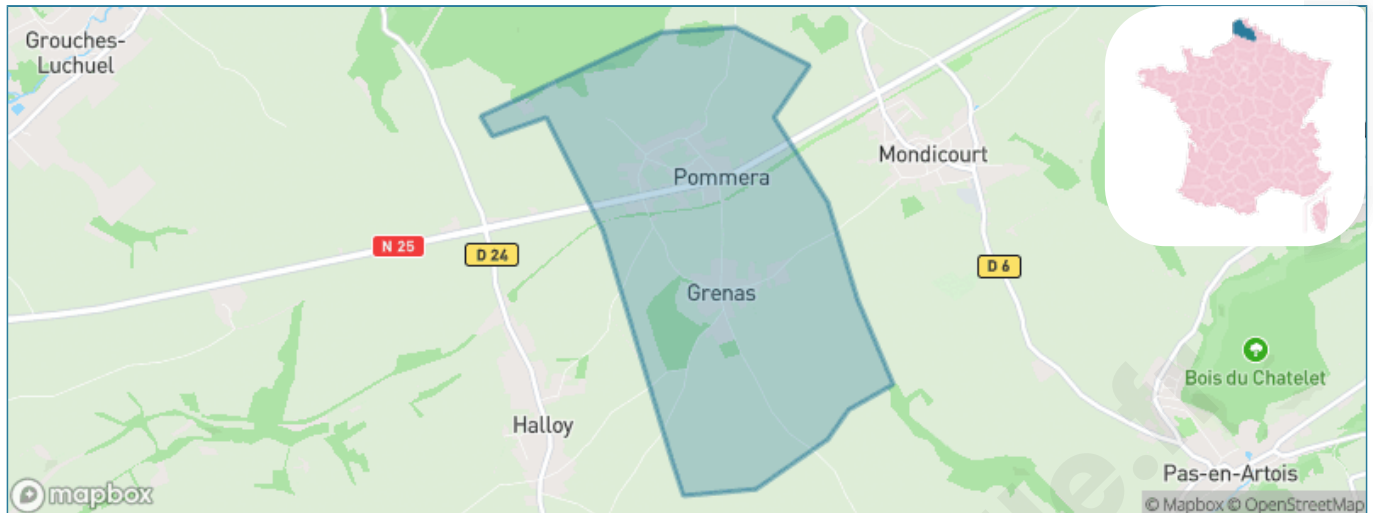 Grouches-
Luchuel
Pommera
Mondicourt
N 25
D 24
D 6
Grenas
Bois du Chatelet
Halloy
Pas-en-Artois
mapbox
© Mapbox © OpenStreetMap